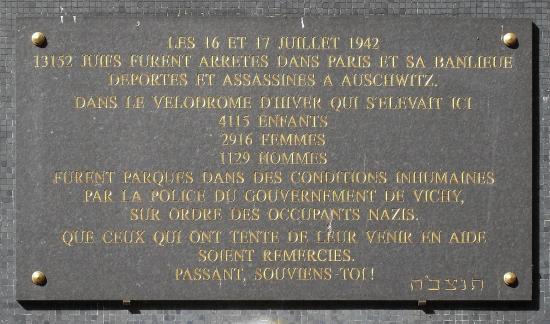 LES 16 ET 17 JUILLET 1942
13152 JUIFS FURENT ARRETES DANS PARIS ET SA BANLIEUE
DEPORTES ET ASSASSINES A AUSCHWITZ.
DANS LE VELODROME D'HIVER QUI S'ELEVAIT ICI
4115 ENFANTS
2916 FEMMES
1129 HOMMES
FURENT PARQUES DANS DES CONDITIONS INHUMAINES
PAR LA POLICE DU GOUVERNEMENT DE VICHY,
SUR ORDRE DES OCCUPANTS NAZIS.
QUE CEUX QUI ONT TENTE DE LEUR VENIR EN AIDE
SOIENT REMERCIES.
PASSANT, SOUVIENS-TOI !
תנצב"ה